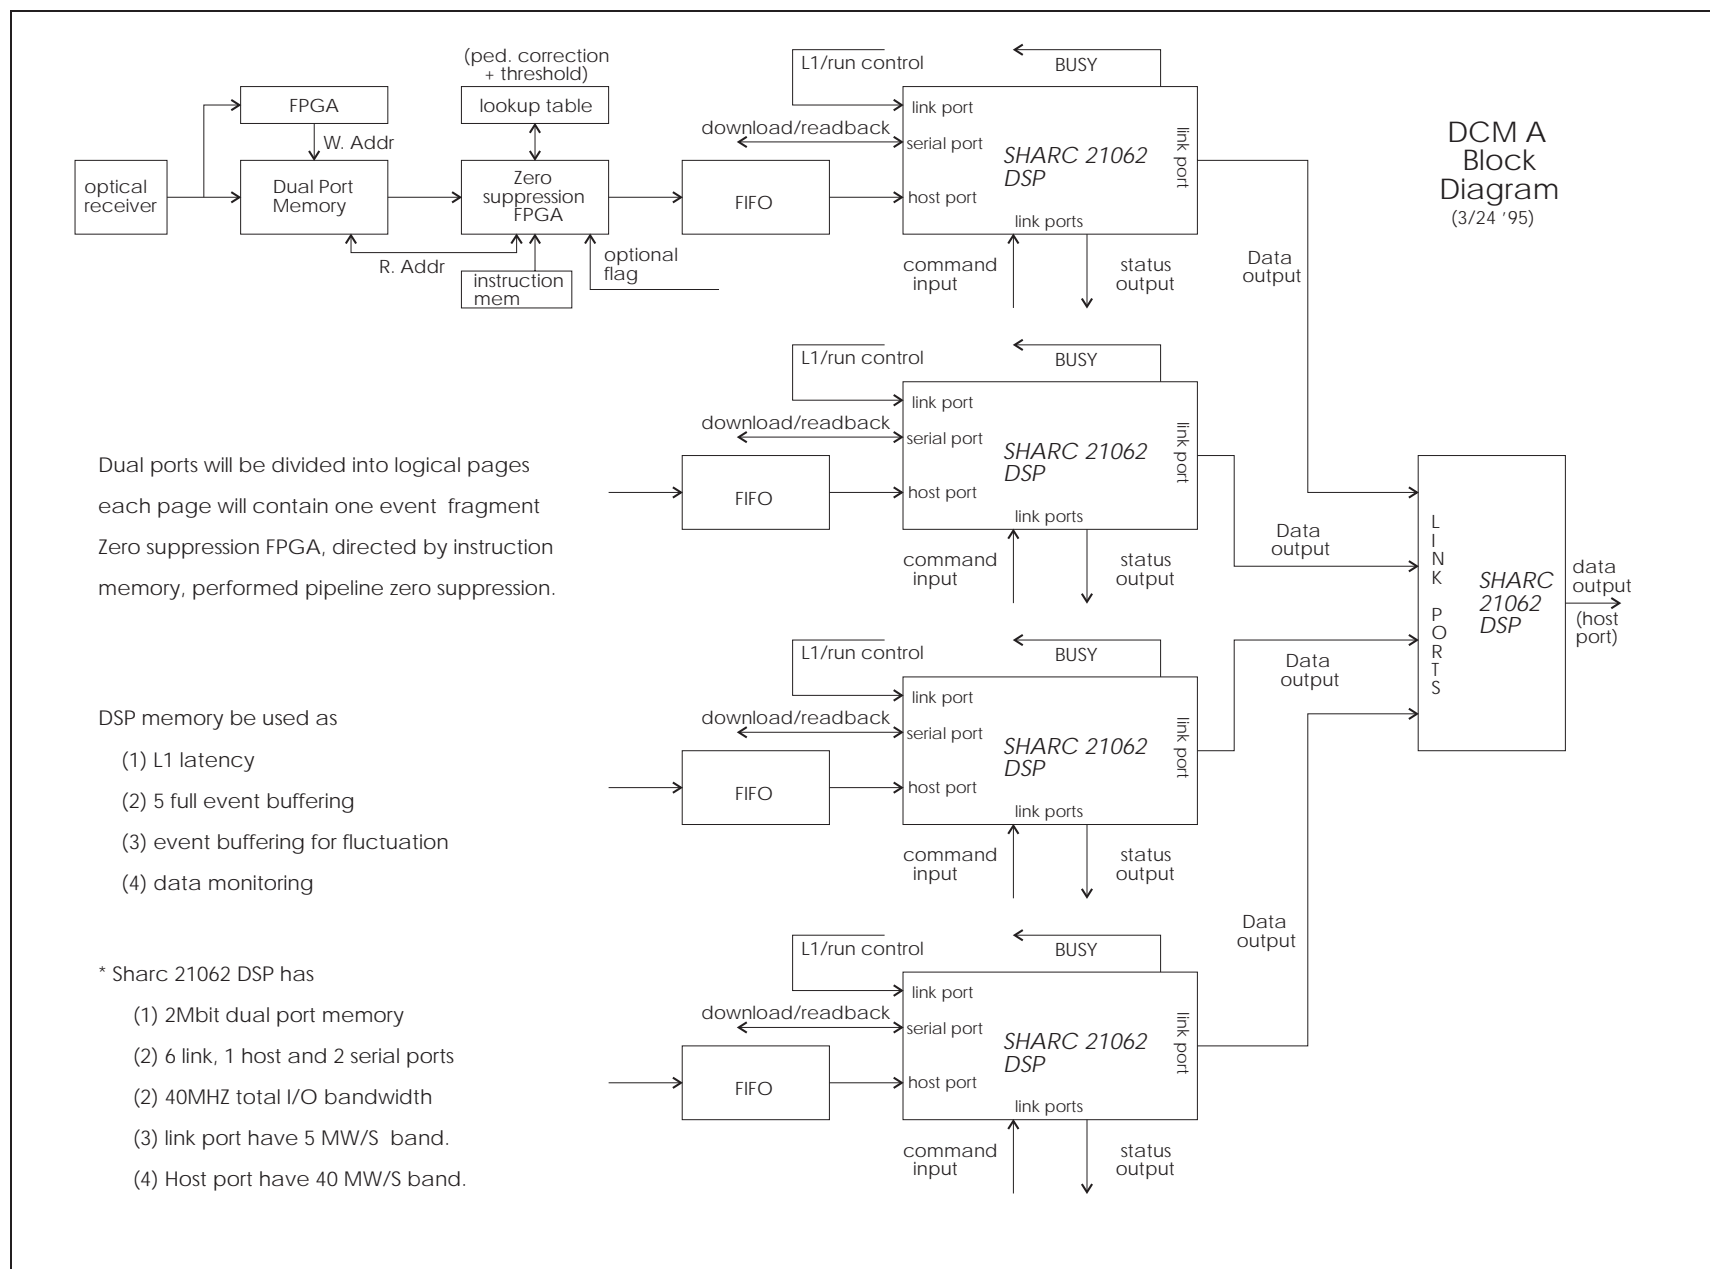 (ped. correction
+ threshold)
FPGA
lookup table
W. Addr
optical
receiver
Dual Port
Memory
Zero
suppression
FPGA
R. Addr
instruction
mem
optional
flag
FIFO
L1/run control
BUSY
link port
download/readback
serial port
SHARC 21062
DSP
host port
link ports
link port
command
input
status
output
Data
output
DCM A
Block
Diagram
(3/24 '95)
L1/run control
BUSY
link port
download/readback
serial port
SHARC 21062
DSP
FIFO
host port
link ports
link port
command
input
status
output
Data
output
Dual ports will be divided into logical pages
each page will contain one event fragment
Zero suppression FPGA, directed by instruction
memory, performed pipeline zero suppression.
LINK PORTS
SHARC
21062
DSP
data
output
(host
port)
L1/run control
BUSY
link port
download/readback
serial port
SHARC 21062
DSP
FIFO
host port
link ports
link port
command
input
status
output
Data
output
DSP memory be used as
(1) L1 latency
(2) 5 full event buffering
(3) event buffering for fluctuation
(4) data monitoring
L1/run control
BUSY
link port
download/readback
serial port
SHARC 21062
DSP
FIFO
host port
link ports
link port
command
input
status
output
Data
output
* Sharc 21062 DSP has
(1) 2Mbit dual port memory
(2) 6 link, 1 host and 2 serial ports
(2) 40MHZ total I/O bandwidth
(3) link port have 5 MW/S band.
(4) Host port have 40 MW/S band.